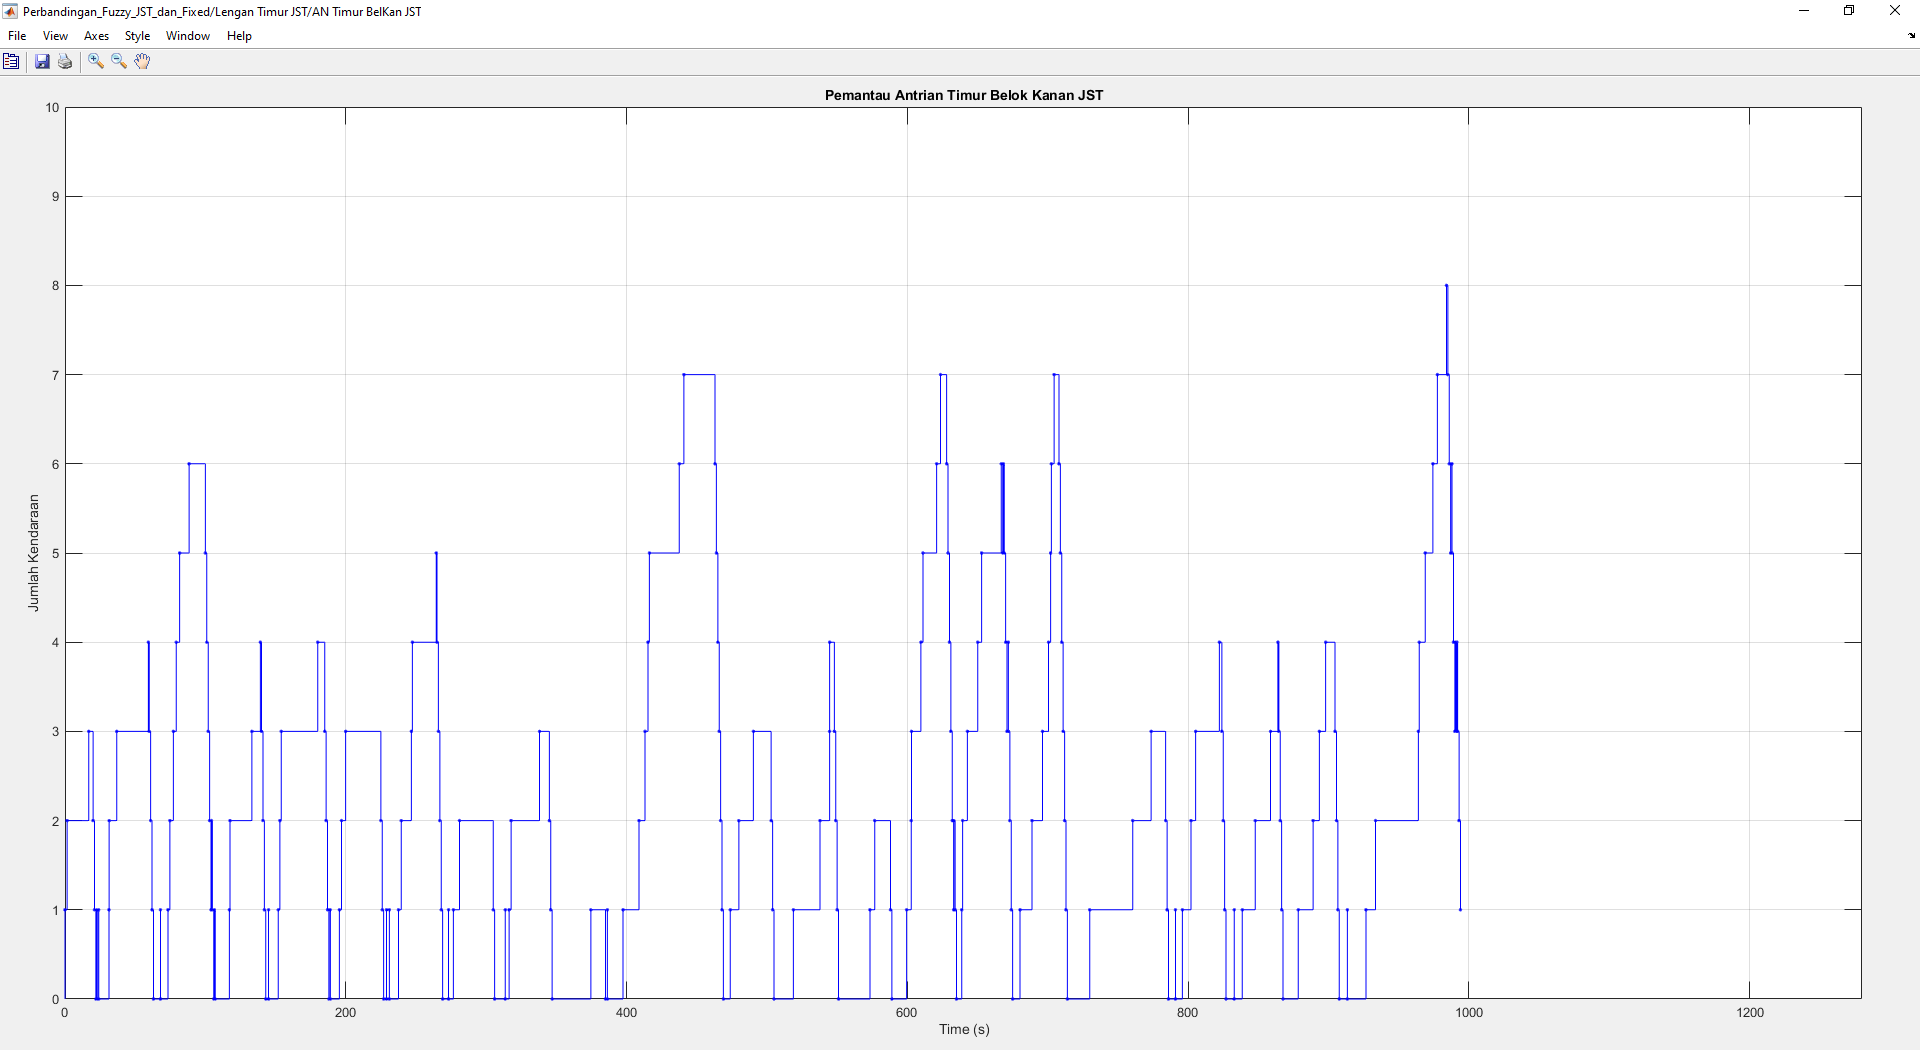 Perbandingan_Fuzzy_JST_dan_Fixed/Lengan Timur JST/AN Timur BelKan JST
File View Axes Style Window Help
Pemantau Antrian Timur Belok Kanan JST
10
9
8
7
6
5
4
3
2
1
0
Jumlah Kendaraan
0 200 400 600 800 1000 1200
Time (s)